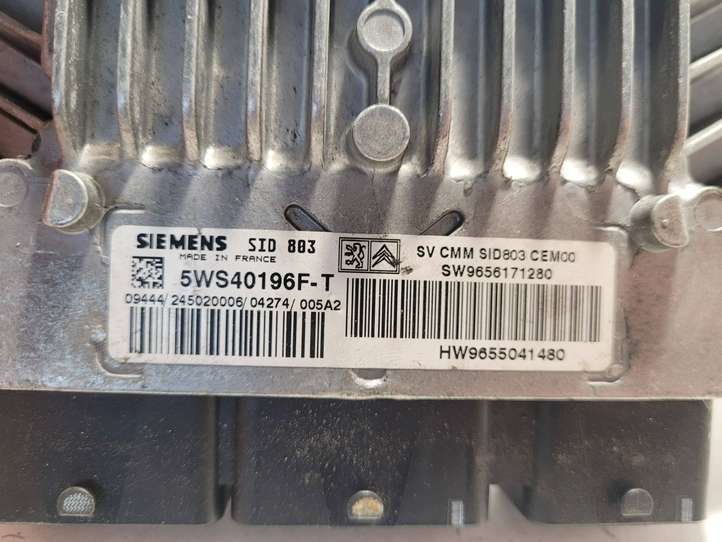 SIEMENS SID 803
MADE IN FRANCE
5WS40196F-T
09444/245020006/04274/005A2
SV CMM SID803 CEM00
SW9656171280
HW9655041480